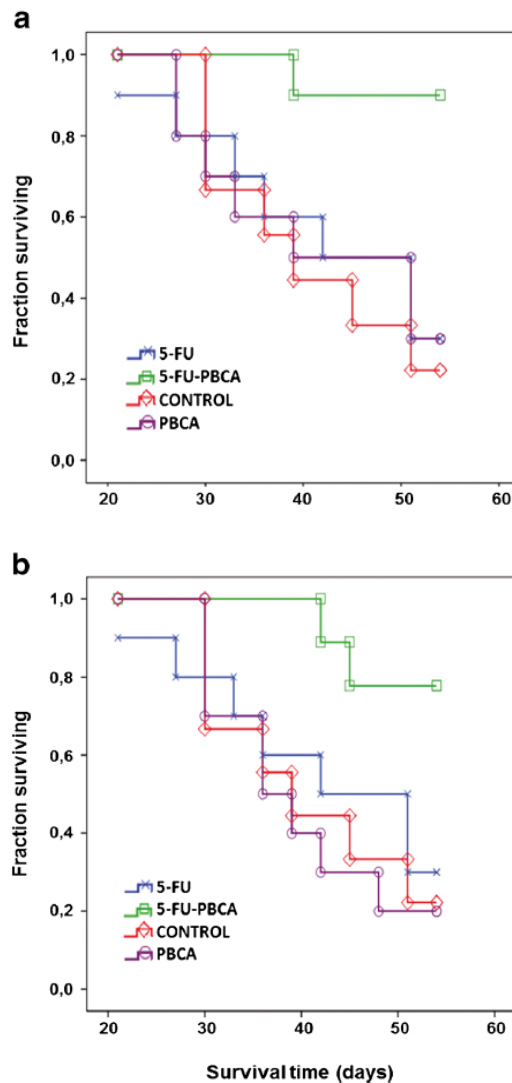 a
Fraction surviving
1,0
0,8
0,6
0,4
0,2
0,0
5-FU
5-FU-PBCA
CONTROL
PBCA
20 30 40 50 60
b
Fraction surviving
1,0
0,8
0,6
0,4
0,2
0,0
5-FU
5-FU-PBCA
CONTROL
PBCA
20 30 40 50 60
Survival time (days)